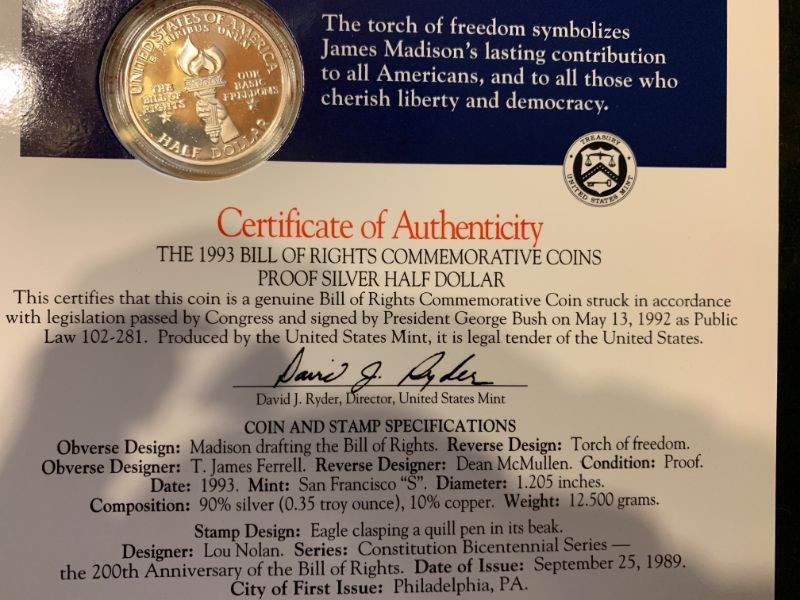 UNITED STATES OF AMERICA
E PLURIBUS UNUM
THE BILL OF RIGHTS
OUR BASIC FREEDOMS
HALF DOLLAR
The torch of freedom symbolizes
James Madison's lasting contribution
to all Americans, and to all those who
cherish liberty and democracy.
TREASURY
UNITED STATES MINT
Certificate of Authenticity
THE 1993 BILL OF RIGHTS COMMEMORATIVE COINS
PROOF SILVER HALF DOLLAR
This certifies that this coin is a genuine Bill of Rights Commemorative Coin struck in accordance
with legislation passed by Congress and signed by President George Bush on May 13, 1992 as Public
Law 102-281. Produced by the United States Mint, it is legal tender of the United States.
David J. Ryder
David J. Ryder, Director, United States Mint
COIN AND STAMP SPECIFICATIONS
Obverse Design: Madison drafting the Bill of Rights. Reverse Design: Torch of freedom.
Obverse Designer: T. James Ferrell. Reverse Designer: Dean McMullen. Condition: Proof.
Date: 1993. Mint: San Francisco "S". Diameter: 1.205 inches.
Composition: 90% silver (0.35 troy ounce), 10% copper. Weight: 12.500 grams.
Stamp Design: Eagle clasping a quill pen in its beak.
Designer: Lou Nolan. Series: Constitution Bicentennial Series —
the 200th Anniversary of the Bill of Rights. Date of Issue: September 25, 1989.
City of First Issue: Philadelphia, PA.